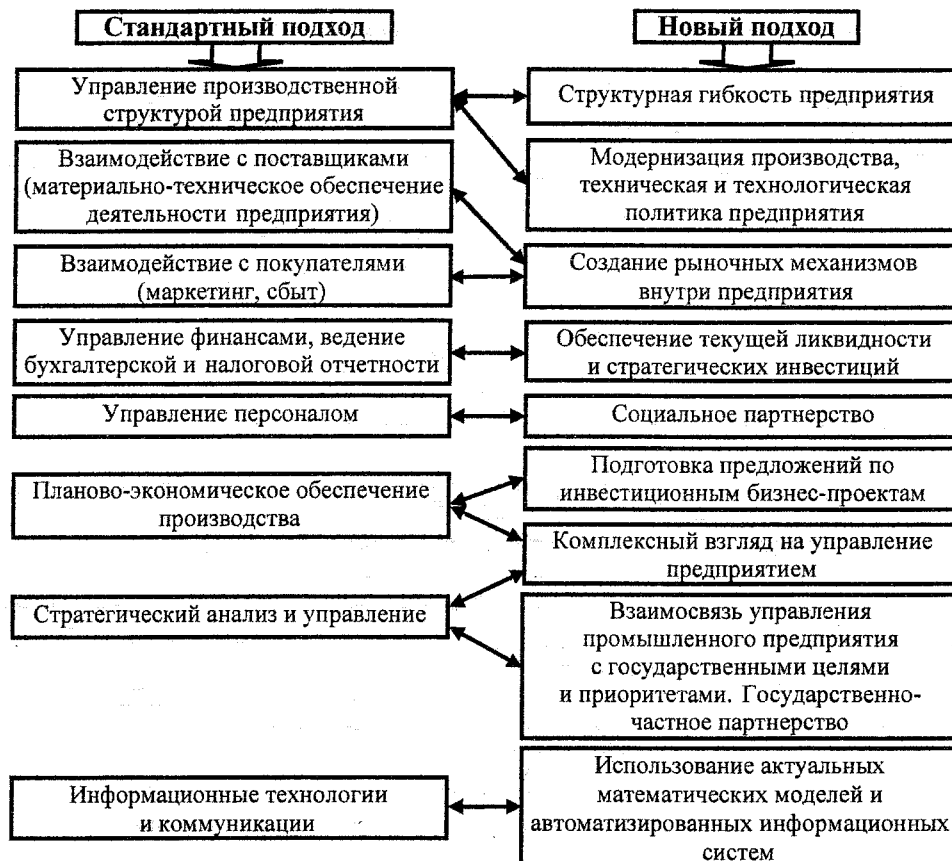 Стандартный подход
Управление производственной
структурой предприятия
Взаимодействие с поставщиками
(материально-техническое обеспечение
деятельности предприятия)
Взаимодействие с покупателями
(маркетинг, сбыт)
Управление финансами, ведение
бухгалтерской и налоговой отчетности
Управление персоналом
Планово-экономическое обеспечение
производства
Стратегический анализ и управление
Информационные технологии
и коммуникации
Новый подход
Структурная гибкость предприятия
Модернизация производства,
техническая и технологическая
политика предприятия
Создание рыночных механизмов
внутри предприятия
Обеспечение текущей ликвидности
и стратегических инвестиций
Социальное партнерство
Подготовка предложений по
инвестиционным бизнес-проектам
Комплексный взгляд на управление
предприятием
Взаимосвязь управления
промышленного предприятия
с государственными целями
и приоритетами. Государственно-
частное партнерство
Использование актуальных
математических моделей и
автоматизированных информационных
систем